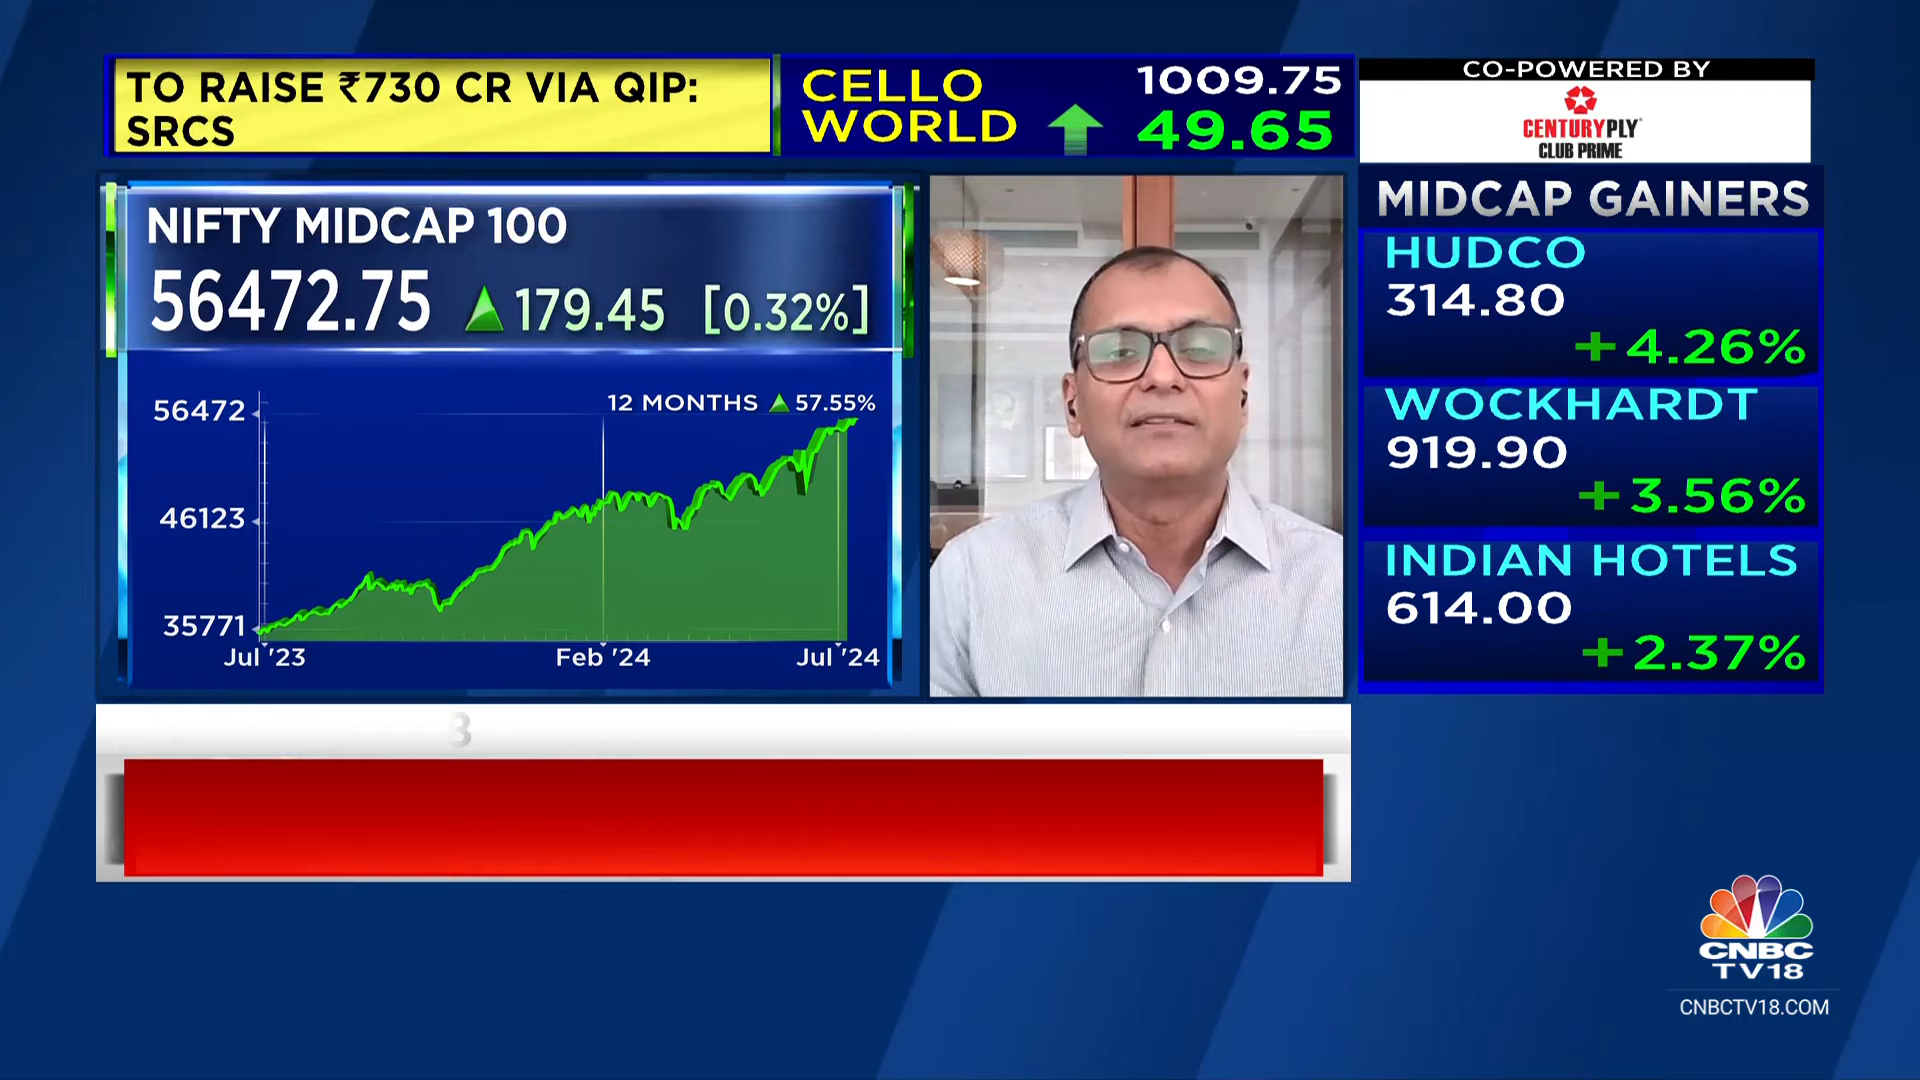 TO RAISE ₹730 CR VIA QIP:
SRCS
CELLO
WORLD
1009.75
49.65
CO-POWERED BY
CENTURYPLY
CLUB PRIME
NIFTY MIDCAP 100
56472.75 179.45 [0.32%]
12 MONTHS 57.55%
56472
46123
35771
Jul '23 Feb '24 Jul '24
MIDCAP GAINERS
HUDCO
314.80
+4.26%
WOCKHARDT
919.90
+3.56%
INDIAN HOTELS
614.00
+2.37%
3
CNBC
TV18
CNBCTV18.COM